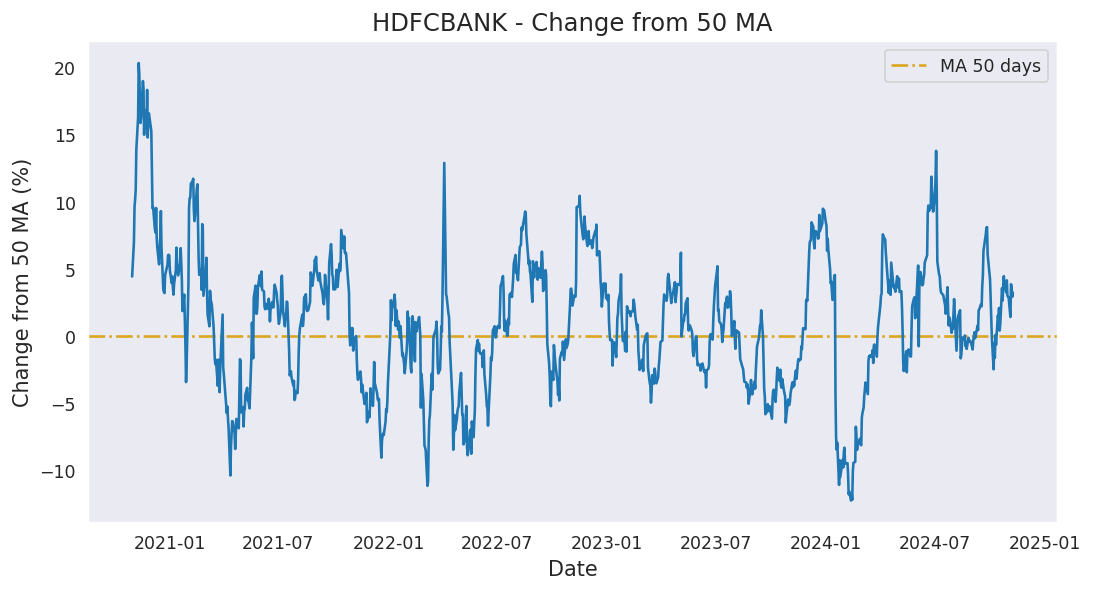 HDFCBANK - Change from 50 MA
MA 50 days
Change from 50 MA (%)
20
15
10
5
0
−5
−10
2021-01 2021-07 2022-01 2022-07 2023-01 2023-07 2024-01 2024-07 2025-01
Date